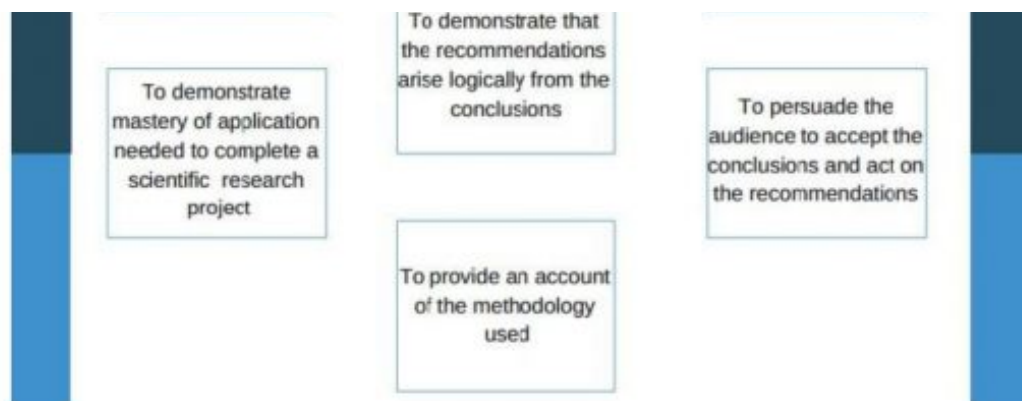 To demonstrate
mastery of application
needed to complete a
scientific research
project
To demonstrate that
the recommendations
arise logically from the
conclusions
To provide an account
of the methodology
used
To persuade the
audience to accept the
conclusions and act on
the recommendations